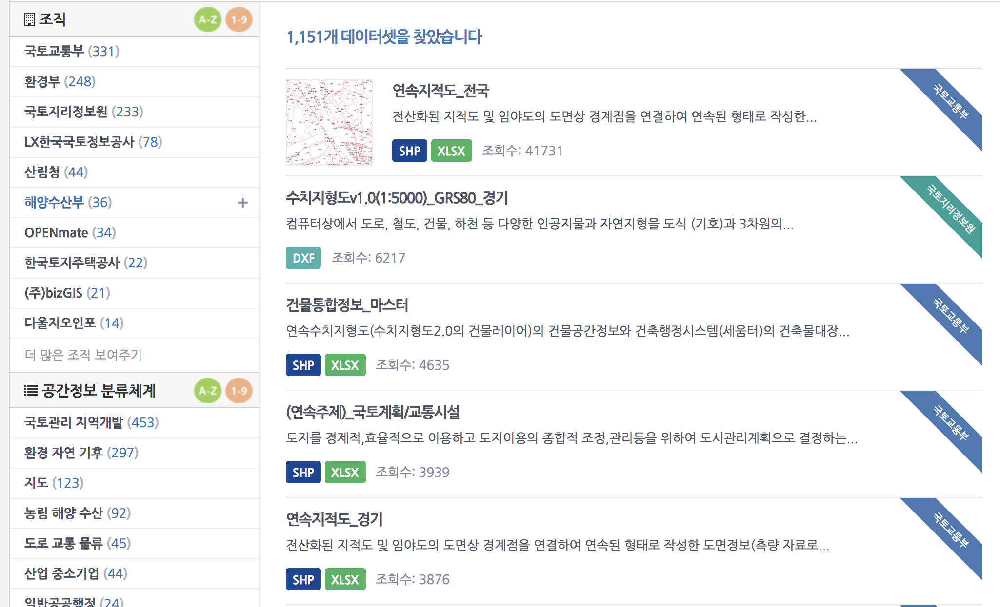 조직 A-Z 1-9
국토교통부 (331)
환경부 (248)
국토지리정보원 (233)
LX한국국토정보공사 (78)
산림청 (44)
해양수산부 (36) +
OPENmate (34)
한국토지주택공사 (22)
(주)bizGIS (21)
다울지오인포 (14)
더 많은 조직 보여주기
공간정보 분류체계 A-Z 1-9
국토관리 지역개발 (453)
환경 자연 기후 (297)
지도 (123)
농림 해양 수산 (92)
도로 교통 물류 (45)
산업 중소기업 (44)
일반공공행정 (24)
1,151개 데이터셋을 찾았습니다
연속지적도_전국
국토교통부
전산화된 지적도 및 임야도의 도면상 경계점을 연결하여 연속된 형태로 작성한...
SHP XLSX 조회수: 41731
수치지형도v1.0(1:5000)_GRS80_경기
국토지리정보원
컴퓨터상에서 도로, 철도, 건물, 하천 등 다양한 인공지물과 자연지형을 도식 (기호)과 3차원의...
DXF 조회수: 6217
건물통합정보_마스터
국토교통부
연속수치지형도(수치지형도2.0의 건물레이어)의 건물공간정보와 건축행정시스템(세움터)의 건축물대장...
SHP XLSX 조회수: 4635
(연속주제)_국토계획/교통시설
국토교통부
토지를 경제적,효율적으로 이용하고 토지이용의 종합적 조정,관리등을 위하여 도시관리계획으로 결정하는...
SHP XLSX 조회수: 3939
연속지적도_경기
국토교통부
전산화된 지적도 및 임야도의 도면상 경계점을 연결하여 연속된 형태로 작성한 도면정보(측량 자료로...
SHP XLSX 조회수: 3876